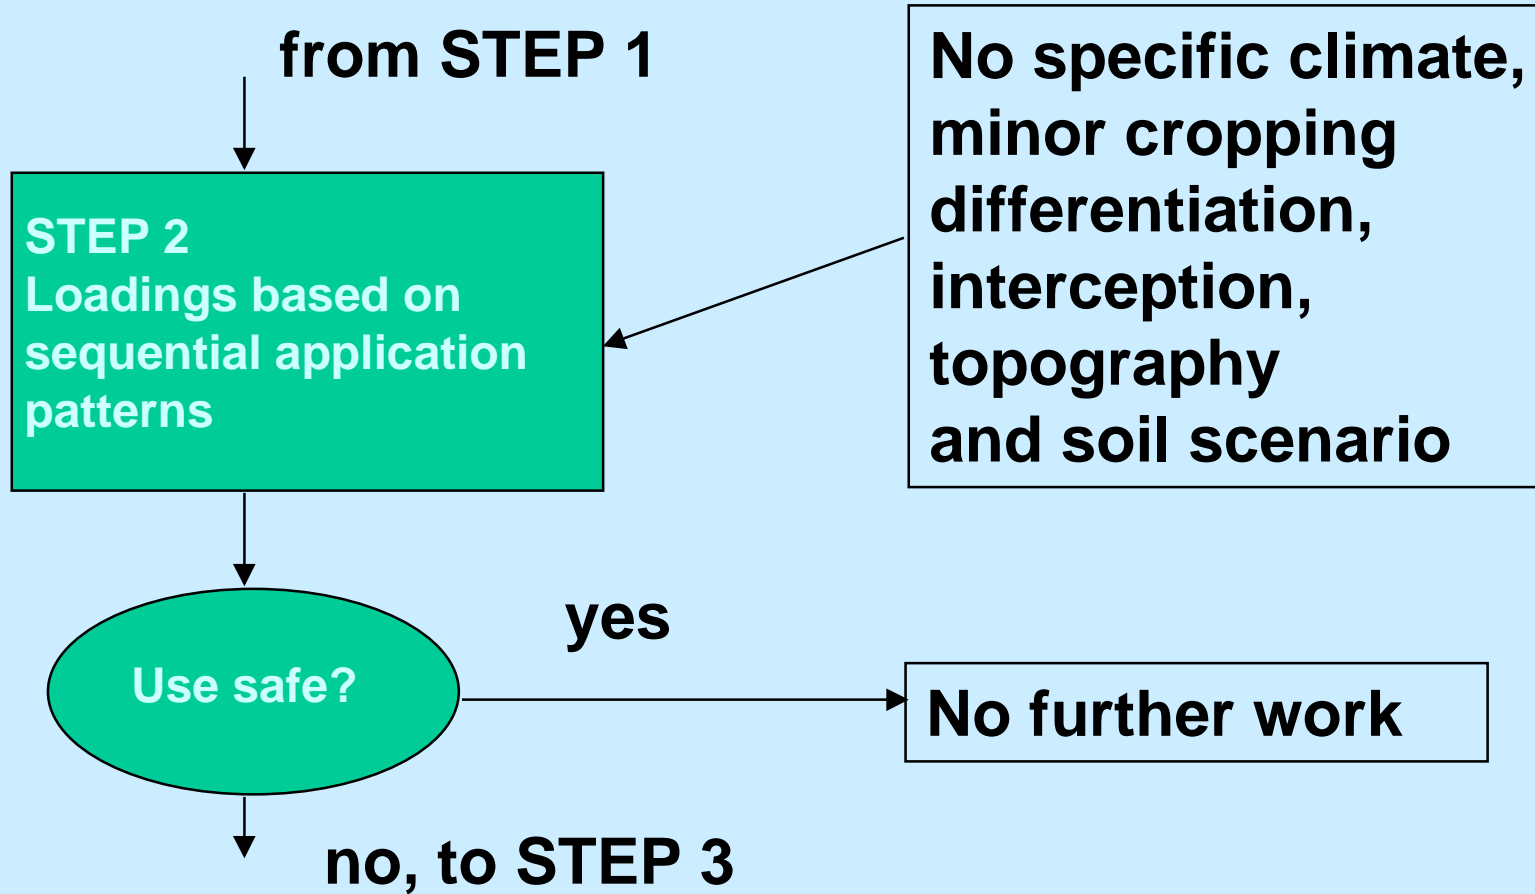 from STEP 1
No specific climate,
minor cropping
differentiation,
interception,
topography
and soil scenario
STEP 2
Loadings based on
sequential application
patterns
Use safe?
yes
No further work
no, to STEP 3